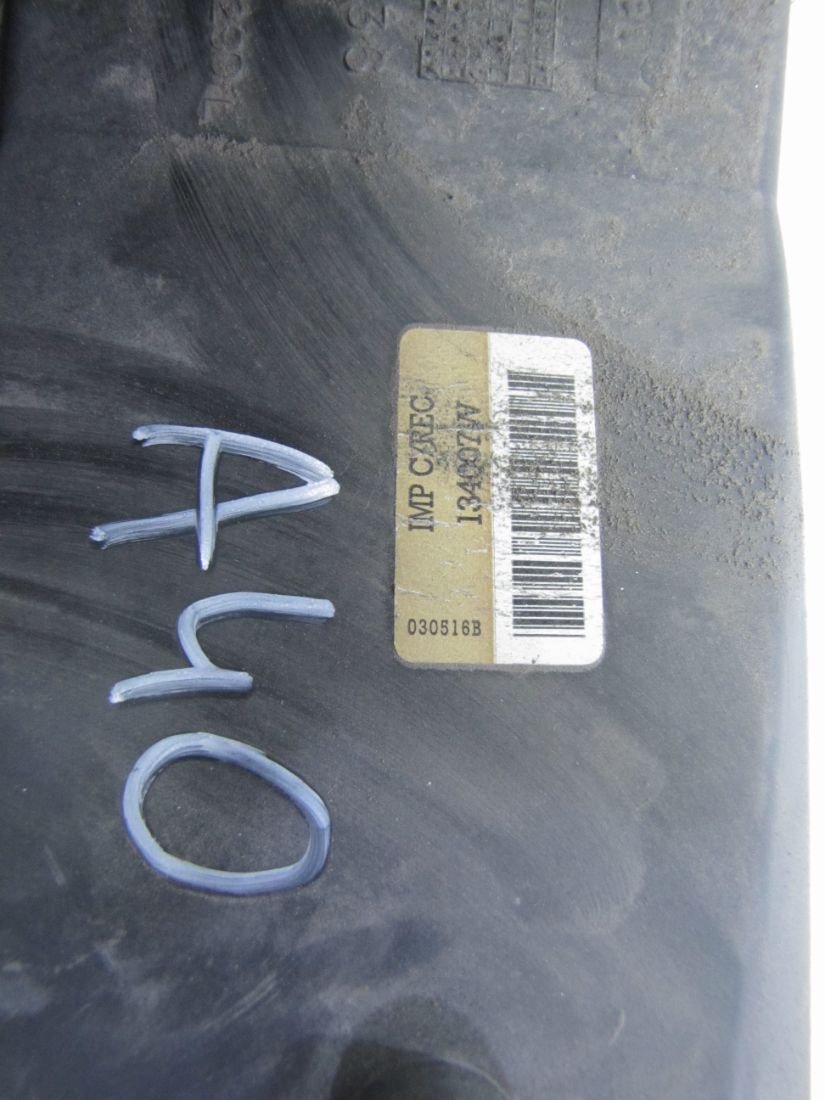 A40
IMP C/REC.
134007W
030516B